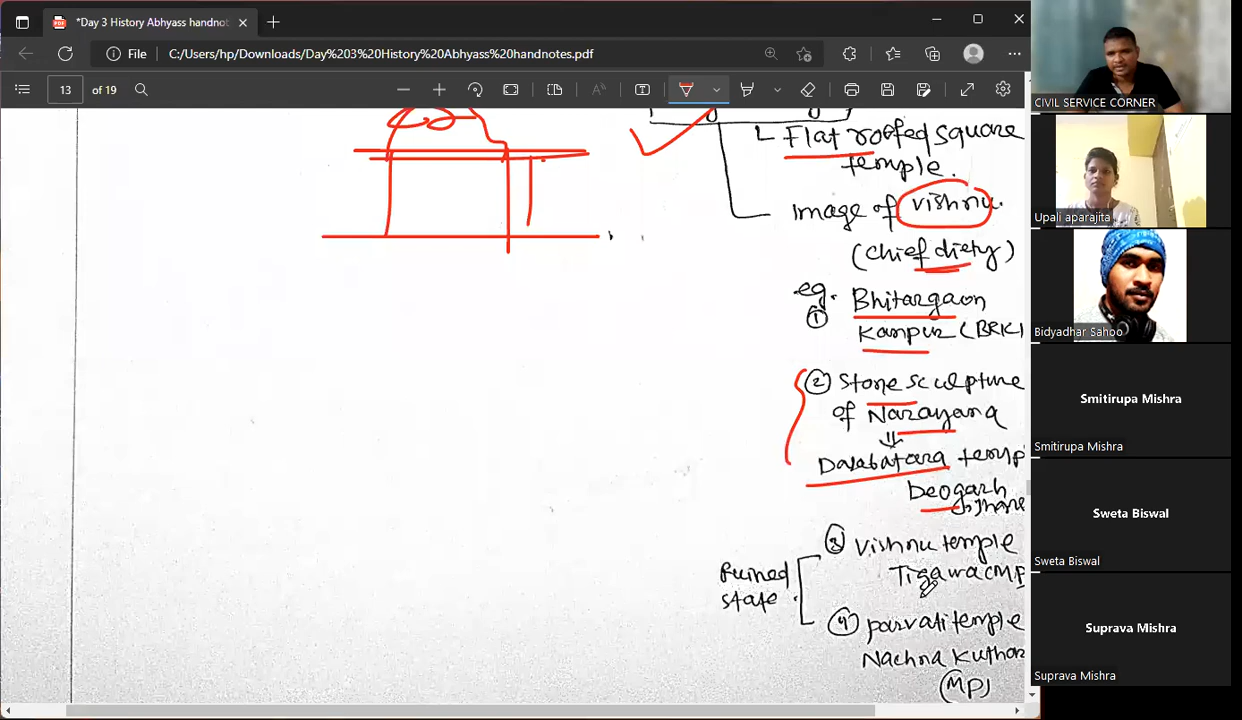 *Day 3 History Abhyass handnot
File
C:/Users/hp/Downloads/Day%203%20History%20Abhyass%20handnotes.pdf
13 of 19
CIVIL SERVICE CORNER
Flat roofed square
temple.
Upali aparajita
Image of vishnu.
(chief diety)
eg.
① Bhitargaon
Kanpur (BRICK
Bidyadhar Sahoo
② Stone sculpture
of Narayana
Dasabatara temp
Deogarh
Smitirupa Mishra
Smitirupa Mishra
Sweta Biswal
Sweta Biswal
③ Vishnu temple
Tigawa (MP
Ruined
state.
④ parvati temple
Nachna Kuthar
(MP)
Suprava Mishra
Suprava Mishra